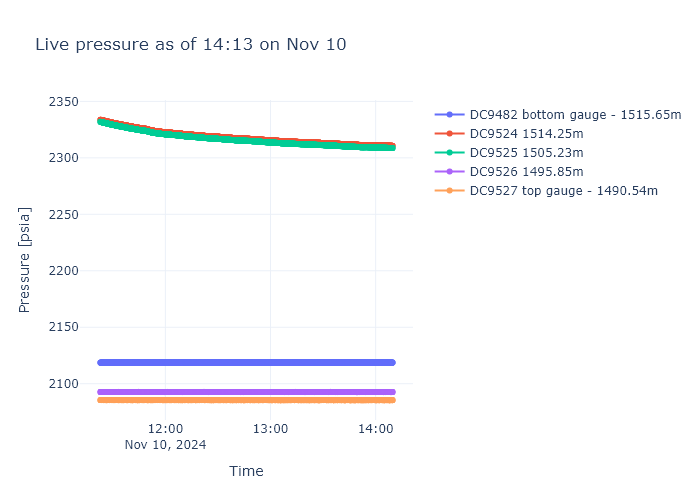 Live pressure as of 14:13 on Nov 10
2350
2300
2250
2200
2150
2100
Pressure [psia]
12:00
Nov 10, 2024
13:00
14:00
Time
DC9482 bottom gauge - 1515.65m
DC9524 1514.25m
DC9525 1505.23m
DC9526 1495.85m
DC9527 top gauge - 1490.54m